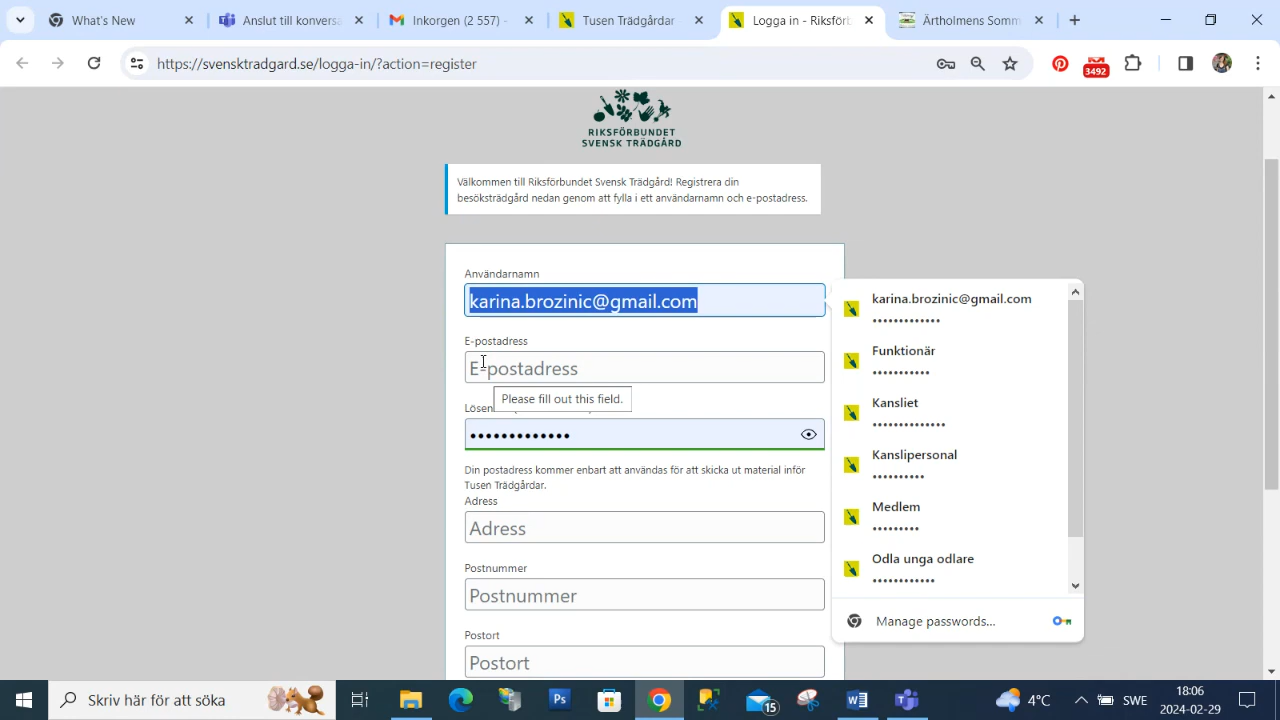 What's New
Anslut till konversa
Inkorgen (2 557) -
Tusen Trädgårdar
Logga in - Riksförb
Ärtholmens Somm
https://svensktradgard.se/logga-in/?action=register
3492
RIKSFÖRBUNDET
SVENSK TRÄDGÅRD
Välkommen till Riksförbundet Svensk Trädgård! Registrera din
besöksträdgård nedan genom att fylla i ett användarnamn och e-postadress.
Användarnamn
karina.brozinic@gmail.com
E-postadress
E-postadress
Please fill out this field.
•••••••••••••
Din postadress kommer enbart att användas för att skicka ut material inför
Tusen Trädgårdar.
Adress
Adress
Postnummer
Postnummer
Postort
Postort
karina.brozinic@gmail.com
•••••••••••••
Funktionär
•••••••••••
Kansliet
••••••••••••••
Kanslipersonal
••••••••••
Medlem
•••••••••
Odla unga odlare
••••••••••••
Manage passwords...
Skriv här för att söka
15
4°C
SWE
18:06
2024-02-29